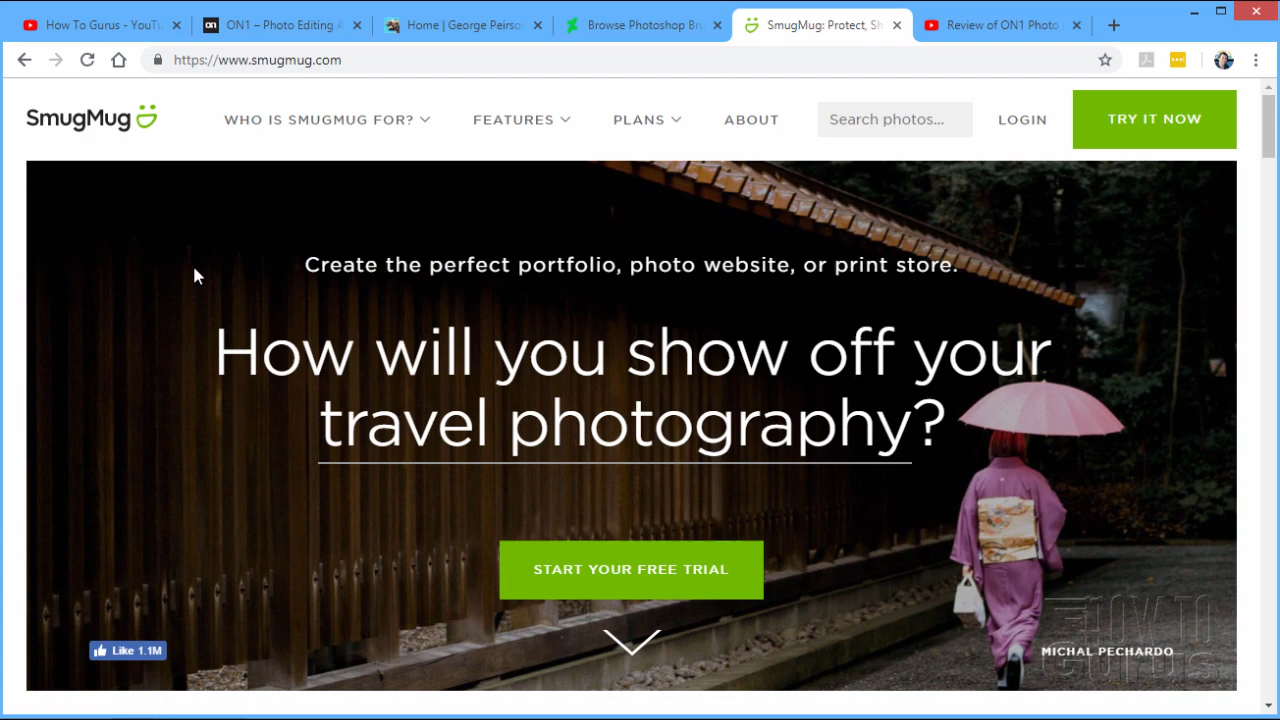 How To Gurus - YouTu
ON1 – Photo Editing A
Home | George Peirso
Browse Photoshop Bru
SmugMug: Protect, Sh
Review of ON1 Photo
https://www.smugmug.com
SmugMug
WHO IS SMUGMUG FOR?
FEATURES
PLANS
ABOUT
Search photos...
LOGIN
TRY IT NOW
Create the perfect portfolio, photo website, or print store.
How will you show off your
travel photography?
START YOUR FREE TRIAL
Like 1.1M
MICHAL PECHARDO
HOW TO
GURUS